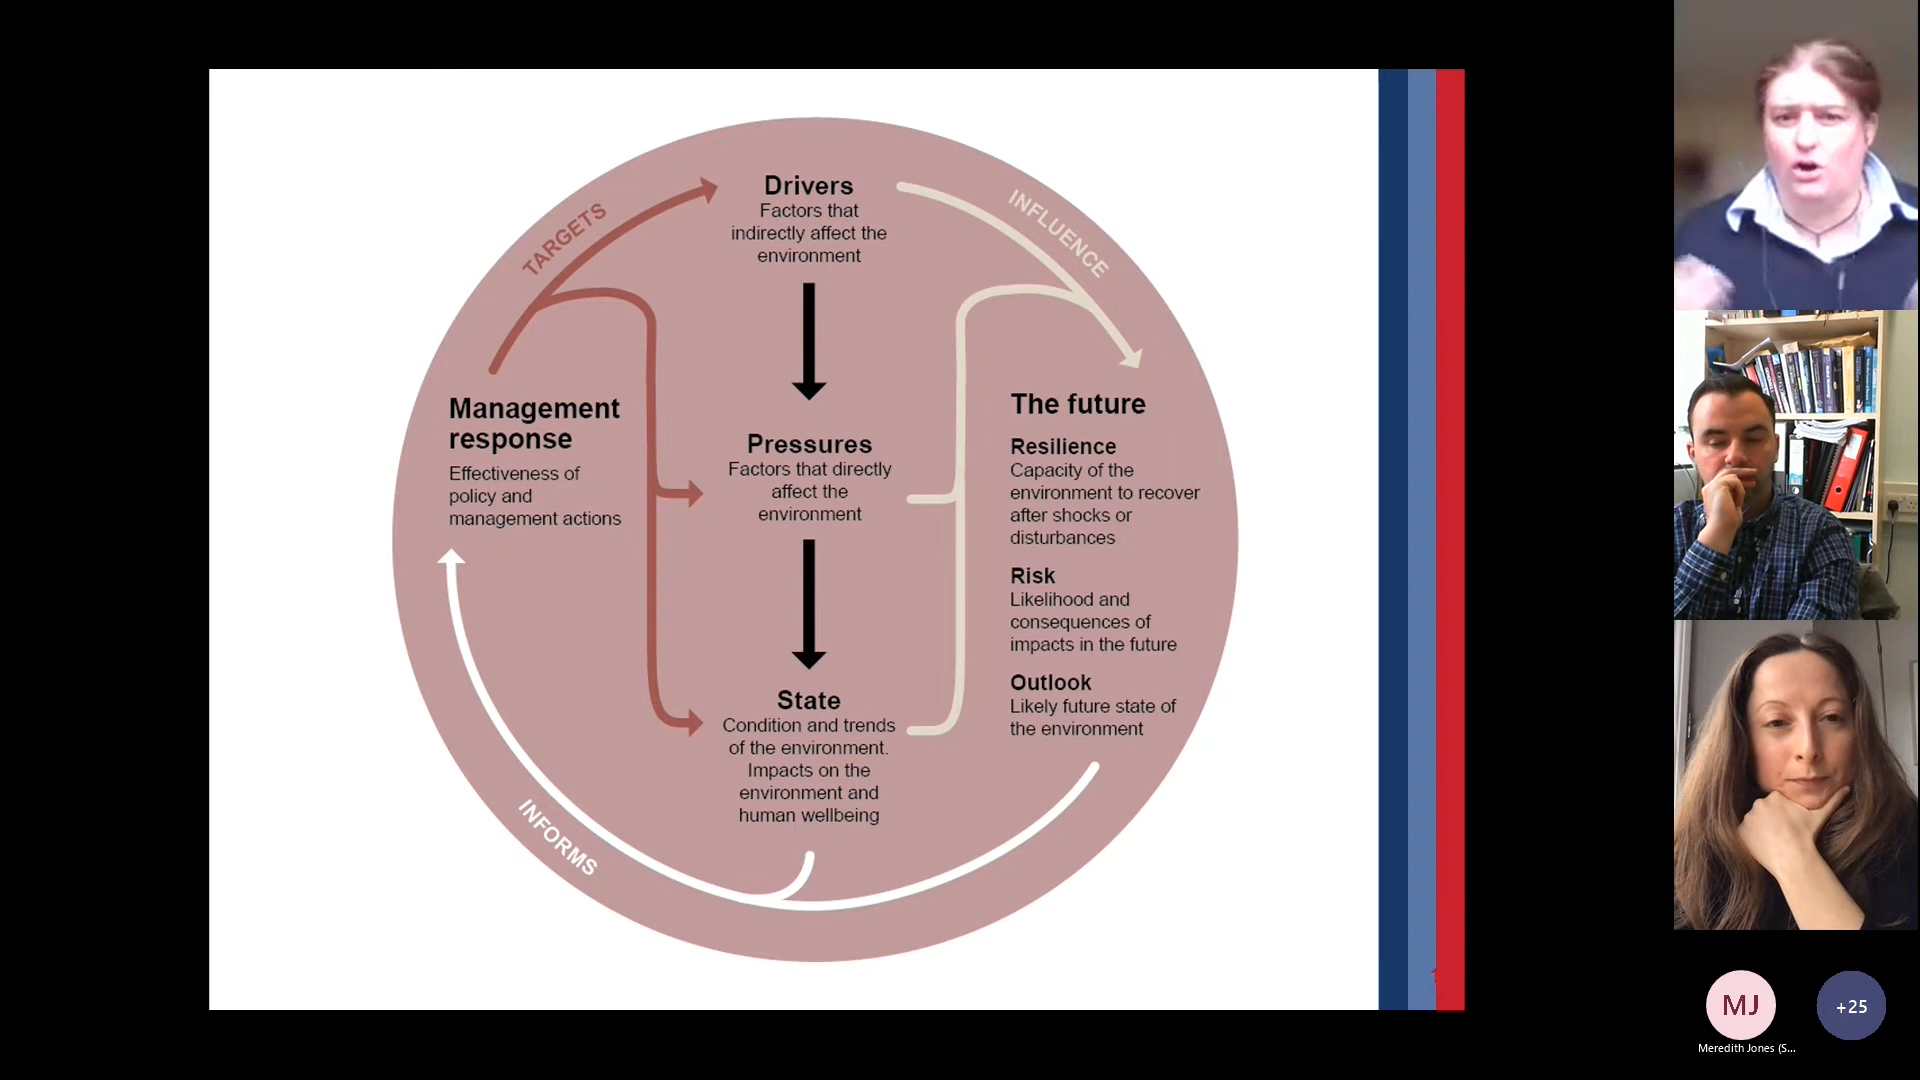 TARGETS
Drivers
Factors that
indirectly affect the
environment
INFLUENCE
Management
response
Effectiveness of
policy and
management actions
Pressures
Factors that directly
affect the
environment
The future
Resilience
Capacity of the
environment to recover
after shocks or
disturbances
Risk
Likelihood and
consequences of
impacts in the future
Outlook
Likely future state of
the environment
State
Condition and trends
of the environment.
Impacts on the
environment and
human wellbeing
INFORMS
MJ
+25
Meredith Jones (S...